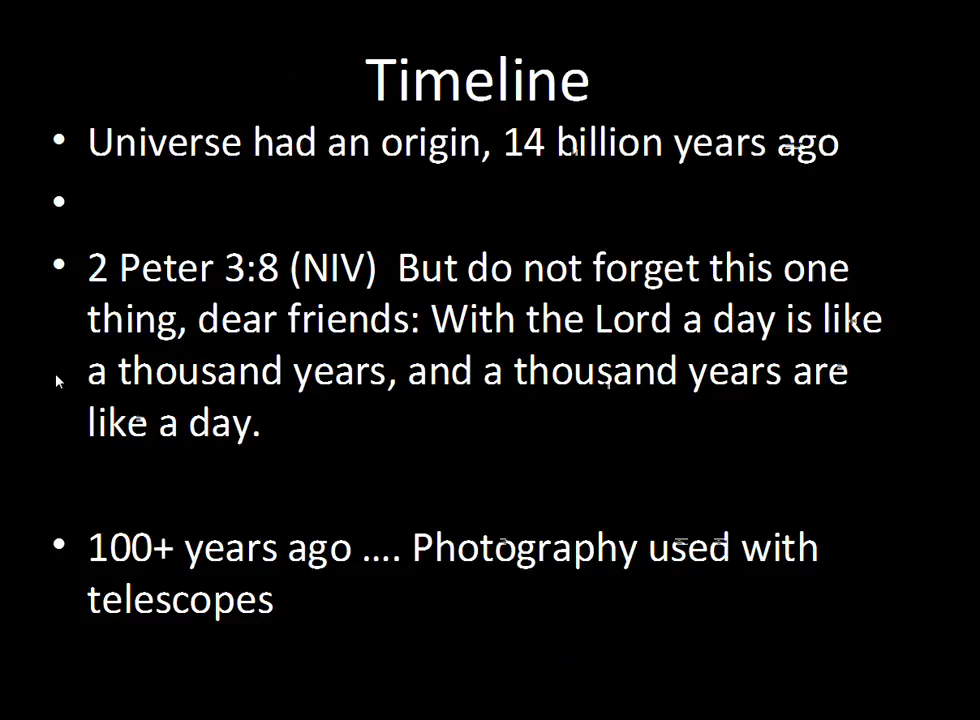 Timeline
• Universe had an origin, 14 billion years ago
•
• 2 Peter 3:8 (NIV)  But do not forget this one
thing, dear friends: With the Lord a day is like
a thousand years, and a thousand years are
like a day.
• 100+ years ago .... Photography used with
telescopes